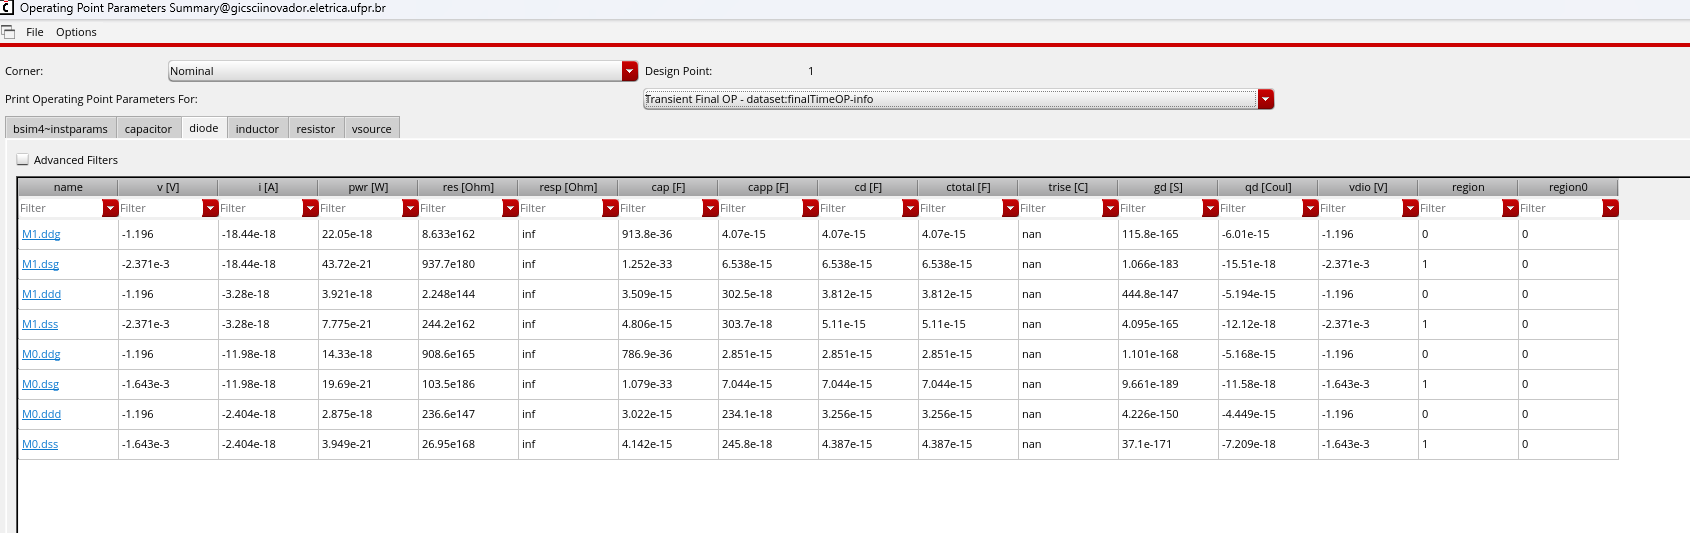 Operating Point Parameters Summary@gicsciinovador.eletrica.ufpr.br
File Options
Corner: Nominal Design Point: 1
Print Operating Point Parameters For: Transient Final OP - dataset:finalTimeOP-info
bsim4~instparams capacitor diode inductor resistor vsource
Advanced Filters
name v [V] i [A] pwr [W] res [Ohm] resp [Ohm] cap [F] capp [F] cd [F] ctotal [F] trise [C] gd [S] qd [Coul] vdio [V] region region0
Filter Filter Filter Filter Filter Filter Filter Filter Filter Filter Filter Filter Filter Filter Filter Filter
M1.ddg -1.196 -18.44e-18 22.05e-18 8.633e162 inf 913.8e-36 4.07e-15 4.07e-15 4.07e-15 nan 115.8e-165 -6.01e-15 -1.196 0 0
M1.dsg -2.371e-3 -18.44e-18 43.72e-21 937.7e180 inf 1.252e-33 6.538e-15 6.538e-15 6.538e-15 nan 1.066e-183 -15.51e-18 -2.371e-3 1 0
M1.ddd -1.196 -3.28e-18 3.921e-18 2.248e144 inf 3.509e-15 302.5e-18 3.812e-15 3.812e-15 nan 444.8e-147 -5.194e-15 -1.196 0 0
M1.dss -2.371e-3 -3.28e-18 7.775e-21 244.2e162 inf 4.806e-15 303.7e-18 5.11e-15 5.11e-15 nan 4.095e-165 -12.12e-18 -2.371e-3 1 0
M0.ddg -1.196 -11.98e-18 14.33e-18 908.6e165 inf 786.9e-36 2.851e-15 2.851e-15 2.851e-15 nan 1.101e-168 -5.168e-15 -1.196 0 0
M0.dsg -1.643e-3 -11.98e-18 19.69e-21 103.5e186 inf 1.079e-33 7.044e-15 7.044e-15 7.044e-15 nan 9.661e-189 -11.58e-18 -1.643e-3 1 0
M0.ddd -1.196 -2.404e-18 2.875e-18 236.6e147 inf 3.022e-15 234.1e-18 3.256e-15 3.256e-15 nan 4.226e-150 -4.449e-15 -1.196 0 0
M0.dss -1.643e-3 -2.404e-18 3.949e-21 26.95e168 inf 4.142e-15 245.8e-18 4.387e-15 4.387e-15 nan 37.1e-171 -7.209e-18 -1.643e-3 1 0